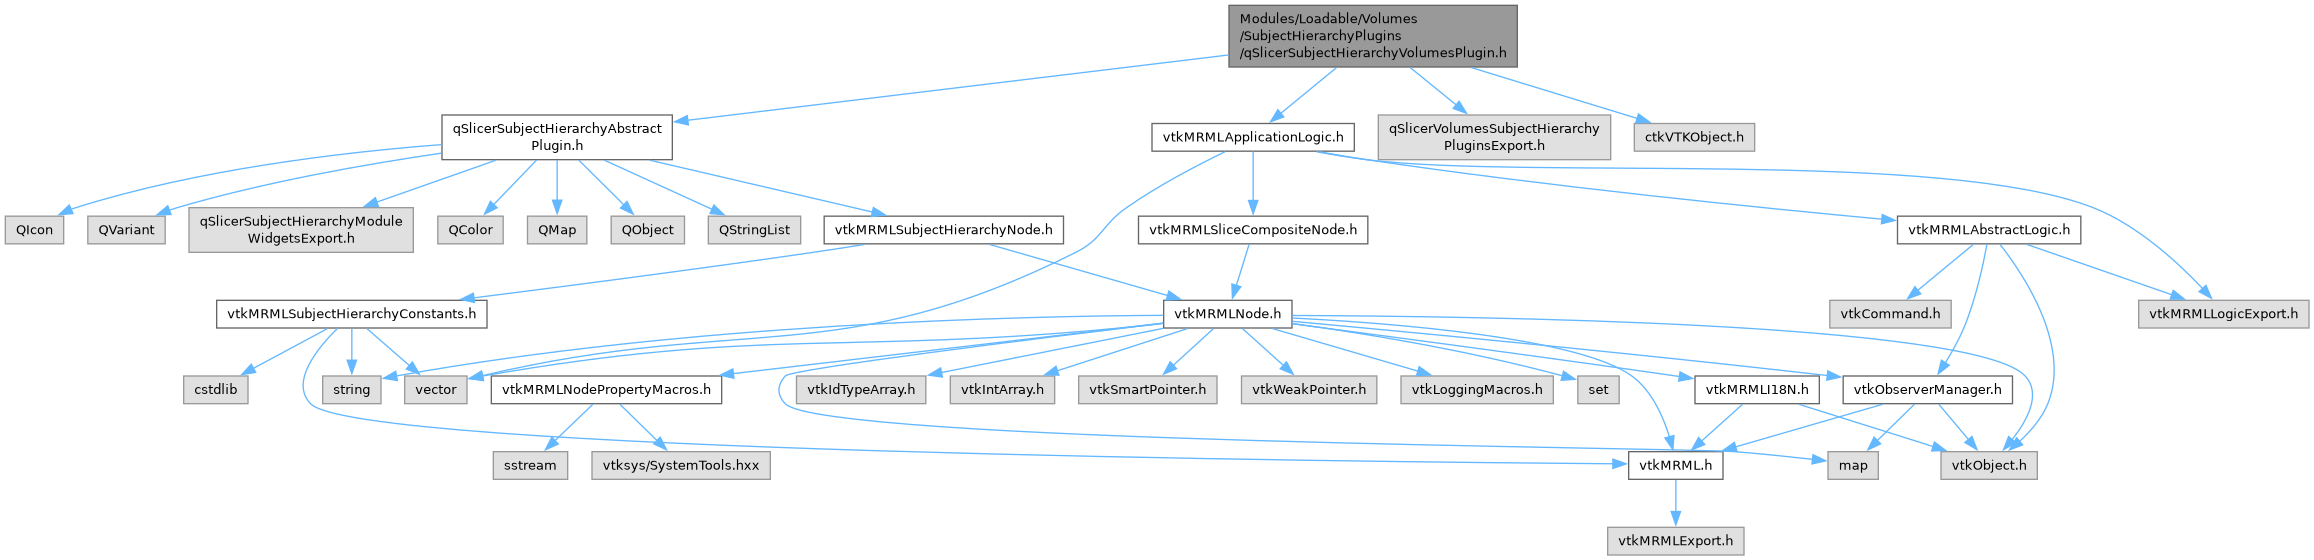 Modules/Loadable/Volumes
/SubjectHierarchyPlugins
/qSlicerSubjectHierarchyVolumesPlugin.h
qSlicerSubjectHierarchyAbstract
Plugin.h
vtkMRMLApplicationLogic.h
qSlicerVolumesSubjectHierarchy
PluginsExport.h
ctkVTKObject.h
QIcon
QVariant
qSlicerSubjectHierarchyModule
WidgetsExport.h
QColor
QMap
QObject
QStringList
vtkMRMLSubjectHierarchyNode.h
vtkMRMLSliceCompositeNode.h
vtkMRMLAbstractLogic.h
vtkMRMLSubjectHierarchyConstants.h
vtkMRMLNode.h
vtkCommand.h
vtkMRMLLogicExport.h
cstdlib
string
vector
vtkMRMLNodePropertyMacros.h
vtkIdTypeArray.h
vtkIntArray.h
vtkSmartPointer.h
vtkWeakPointer.h
vtkLoggingMacros.h
set
vtkMRMLI18N.h
vtkObserverManager.h
sstream
vtksys/SystemTools.hxx
vtkMRML.h
map
vtkObject.h
vtkMRMLExport.h